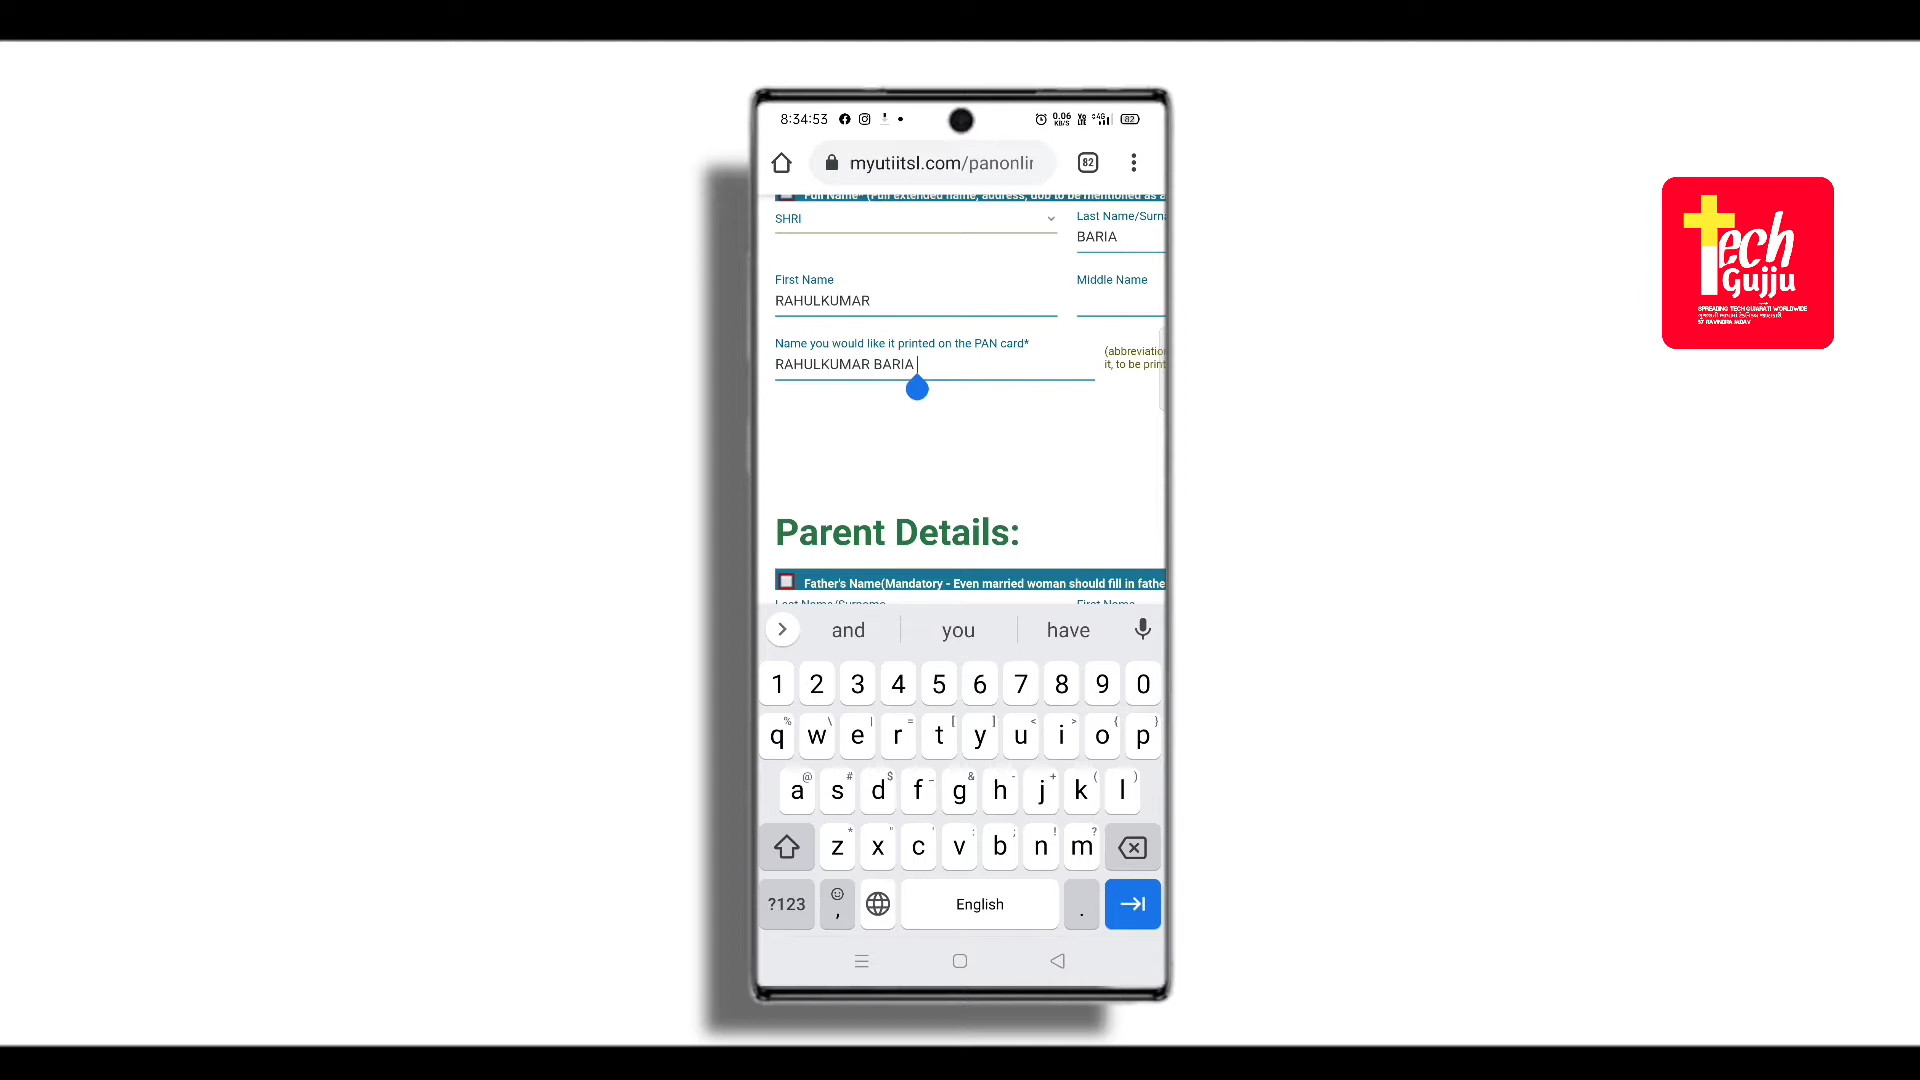 8:34:53
0.06 KB/S
4G
82
myutiitsl.com/panonlin
82
Full Name* (Full extended name, address, dob to be mentioned as a
SHRI
Last Name/Surna
BARIA
First Name
Middle Name
RAHULKUMAR
Name you would like it printed on the PAN card*
RAHULKUMAR BARIA
(abbreviation
it, to be print
Parent Details:
Father's Name(Mandatory - Even married woman should fill in fathe
Last Name/Surname
First Name
and you have
1 2 3 4 5 6 7 8 9 0
% \ | = [ ] < > { }
q w e r t y u i o p
@ # $ _ & - + ( )
a s d f g h j k l
* " ' : ; ! ?
z x c v b n m
?123 , English .
Tech
Gujju
SPREADING TECH GUJARATI WORLDWIDE